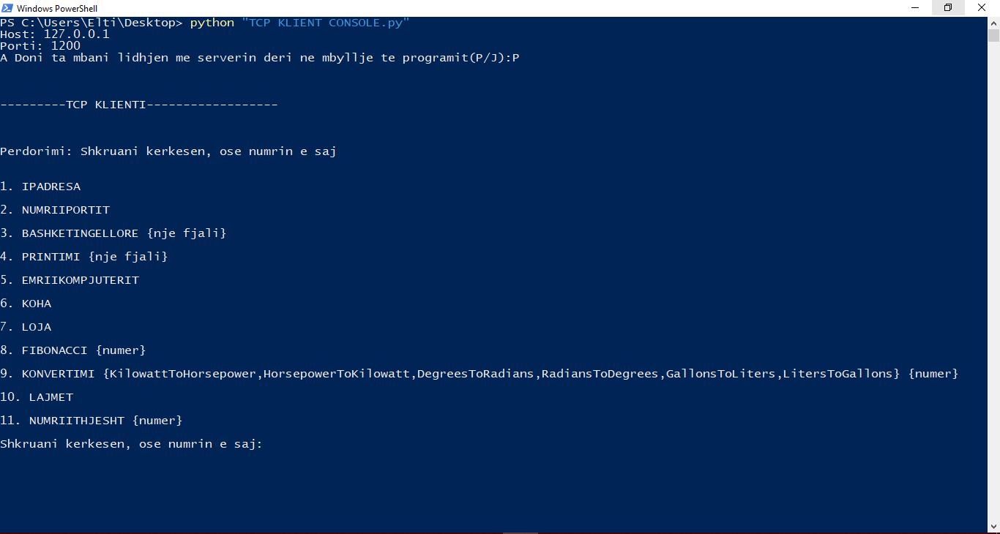 Windows PowerShell
PS C:\Users\Elti\Desktop> python "TCP KLIENT CONSOLE.py"
Host: 127.0.0.1
Porti: 1200
A Doni ta mbani lidhjen me serverin deri ne mbyllje te programit(P/J):P
---------TCP KLIENTI------------------
Perdorimi: Shkruani kerkesen, ose numrin e saj
1. IPADRESA
2. NUMRIIPORTIT
3. BASHKETINGELLORE {nje fjali}
4. PRINTIMI {nje fjali}
5. EMRIIKOMPJUTERIT
6. KOHA
7. LOJA
8. FIBONACCI {numer}
9. KONVERTIMI {KilowattToHorsepower,HorsepowerToKilowatt,DegreesToRadians,RadiansToDegrees,GallonsToLiters,LitersToGallons} {numer}
10. LAJMET
11. NUMRIITHJESHT {numer}
Shkruani kerkesen, ose numrin e saj: